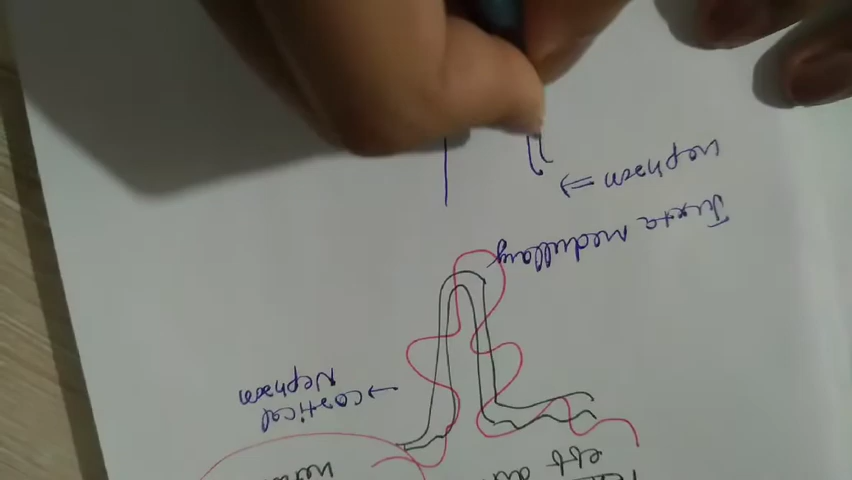 → cortical
Nephron
Juxta medullary
nephron ⇒